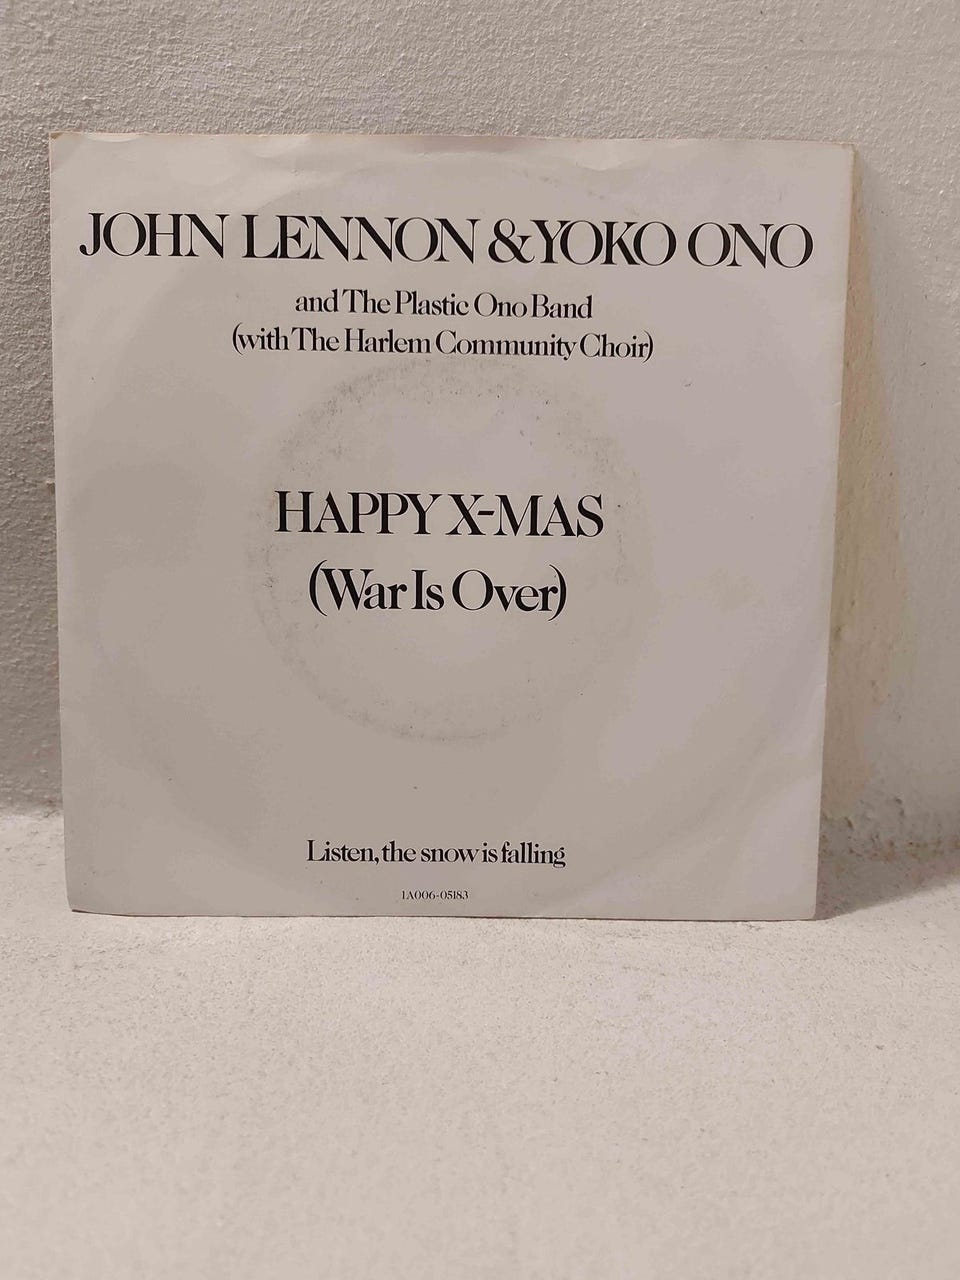 JOHN LENNON & YOKO ONO
and The Plastic Ono Band
(with The Harlem Community Choir)
HAPPY X-MAS
(War Is Over)
Listen, the snow is falling
1A006-05183